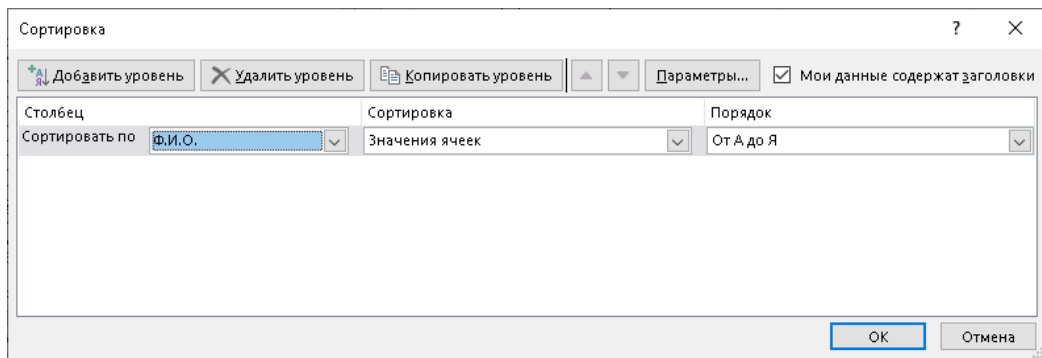 Сортировка ?
Добавить уровень Удалить уровень Копировать уровень Параметры... Мои данные содержат заголовки
Столбец Сортировка Порядок
Сортировать по Ф.И.О. Значения ячеек От А до Я
ОК Отмена